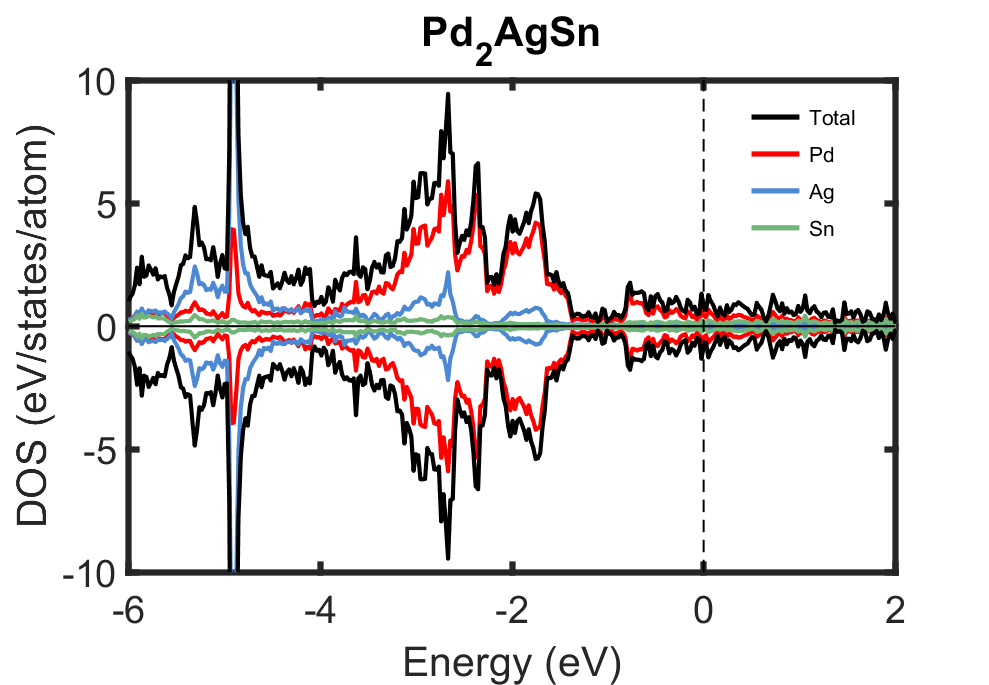 Pd₂AgSn
10
5
0
-5
-10
DOS (eV/states/atom)
Total
Pd
Ag
Sn
-6
-4
-2
0
2
Energy (eV)